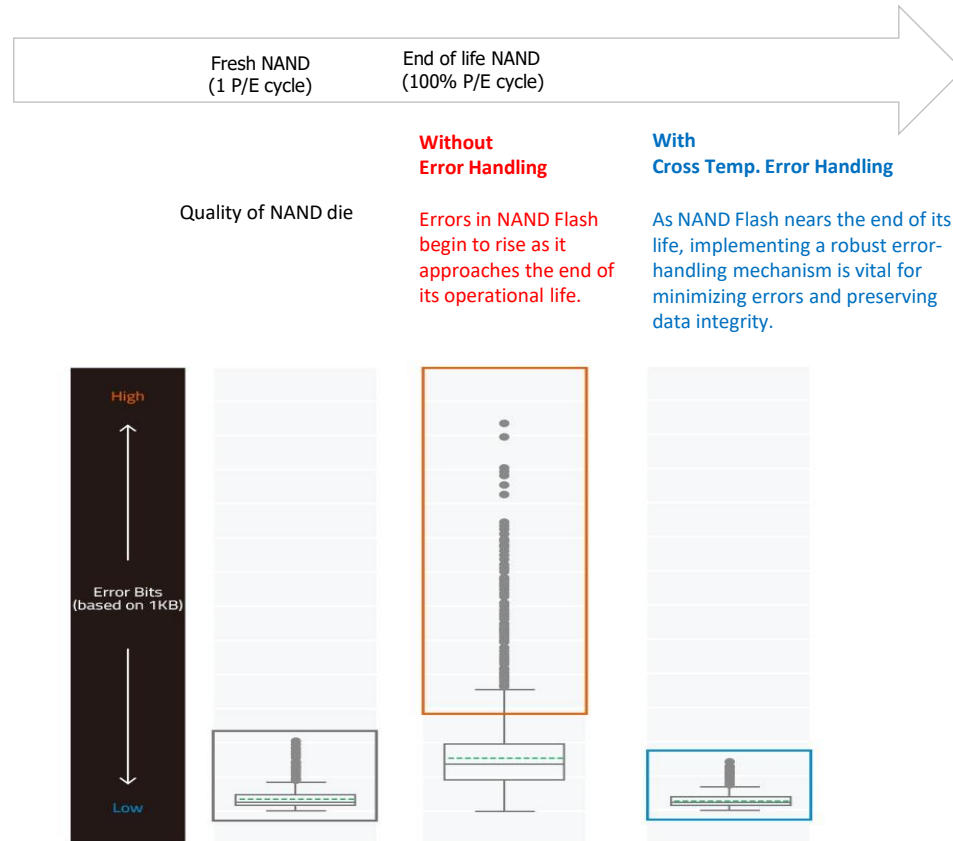 Fresh NAND
(1 P/E cycle)
End of life NAND
(100% P/E cycle)
Without
Error Handling
With
Cross Temp. Error Handling
Quality of NAND die
Errors in NAND Flash
begin to rise as it
approaches the end of
its operational life.
As NAND Flash nears the end of its
life, implementing a robust error-
handling mechanism is vital for
minimizing errors and preserving
data integrity.
High
Error Bits
(based on 1KB)
Low